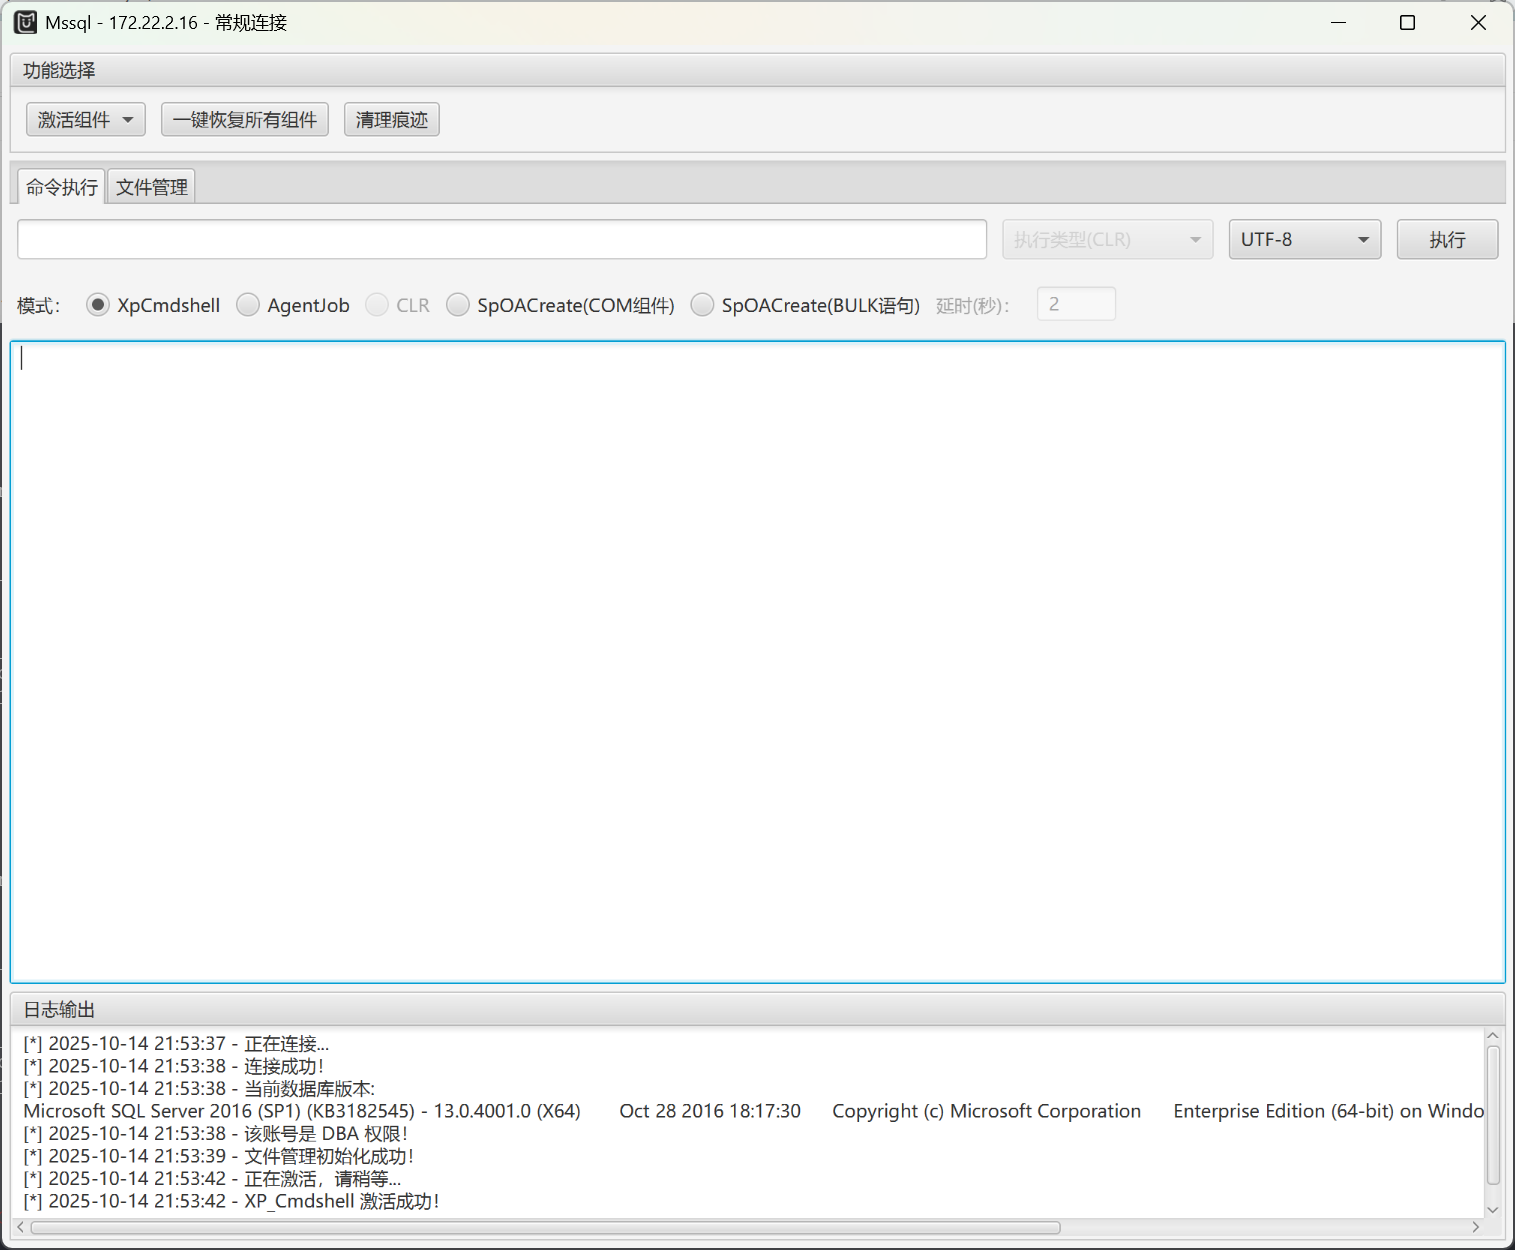 Mssql - 172.22.2.16 - 常规连接
功能选择
激活组件 一键恢复所有组件 清理痕迹
命令执行 文件管理
执行类型(CLR) UTF-8 执行
模式： XpCmdshell AgentJob CLR SpOACreate(COM组件) SpOACreate(BULK语句) 延时(秒)： 2
日志输出
[*] 2025-10-14 21:53:37 - 正在连接...
[*] 2025-10-14 21:53:38 - 连接成功！
[*] 2025-10-14 21:53:38 - 当前数据库版本:
Microsoft SQL Server 2016 (SP1) (KB3182545) - 13.0.4001.0 (X64) Oct 28 2016 18:17:30 Copyright (c) Microsoft Corporation Enterprise Edition (64-bit) on Windo
[*] 2025-10-14 21:53:38 - 该账号是 DBA 权限！
[*] 2025-10-14 21:53:39 - 文件管理初始化成功！
[*] 2025-10-14 21:53:42 - 正在激活，请稍等...
[*] 2025-10-14 21:53:42 - XP_Cmdshell 激活成功！